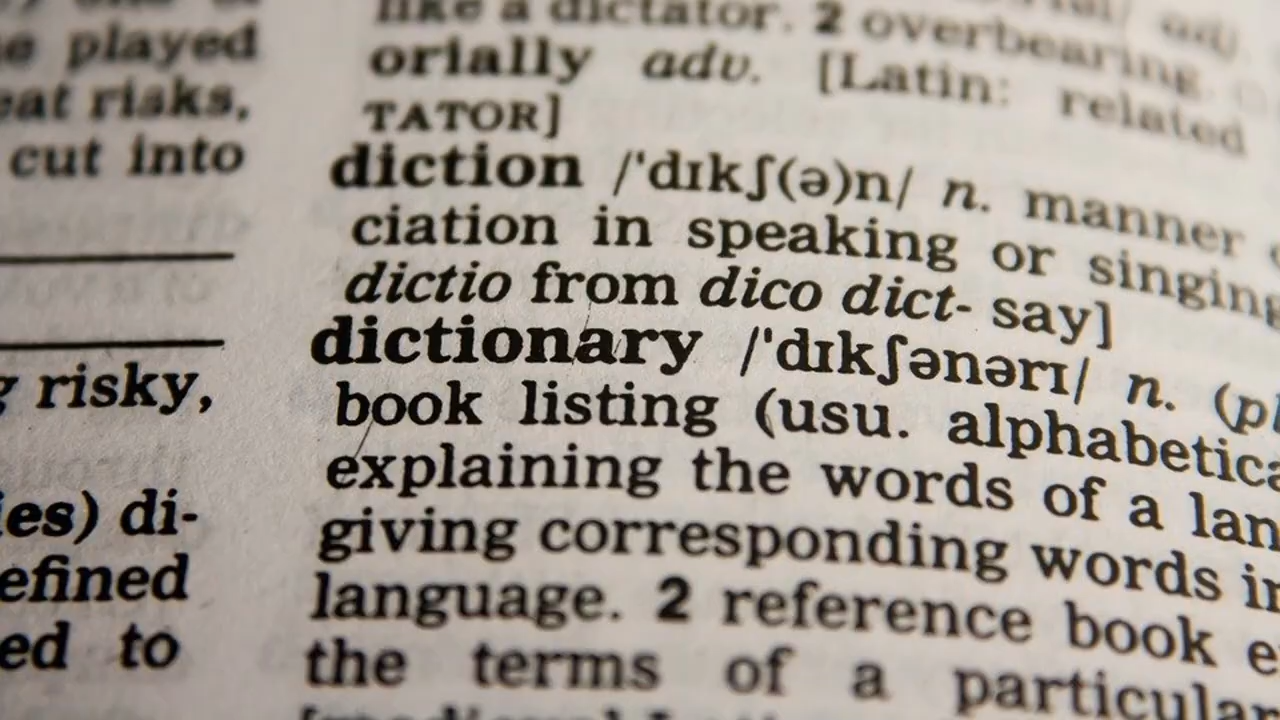 e played
eat risks,
cut into
risky,
ies) di-
efined
ed to
like a dictator. 2 overbearing.
orially adv. [Latin: related
TATOR]
diction /ˈdɪkʃ(ə)n/ n. manner
ciation in speaking or singing
dictio from dico dict- say]
dictionary /ˈdɪkʃənərɪ/ n. (pl
book listing (usu. alphabetica
explaining the words of a lan
giving corresponding words in
language. 2 reference book e
the terms of a particular